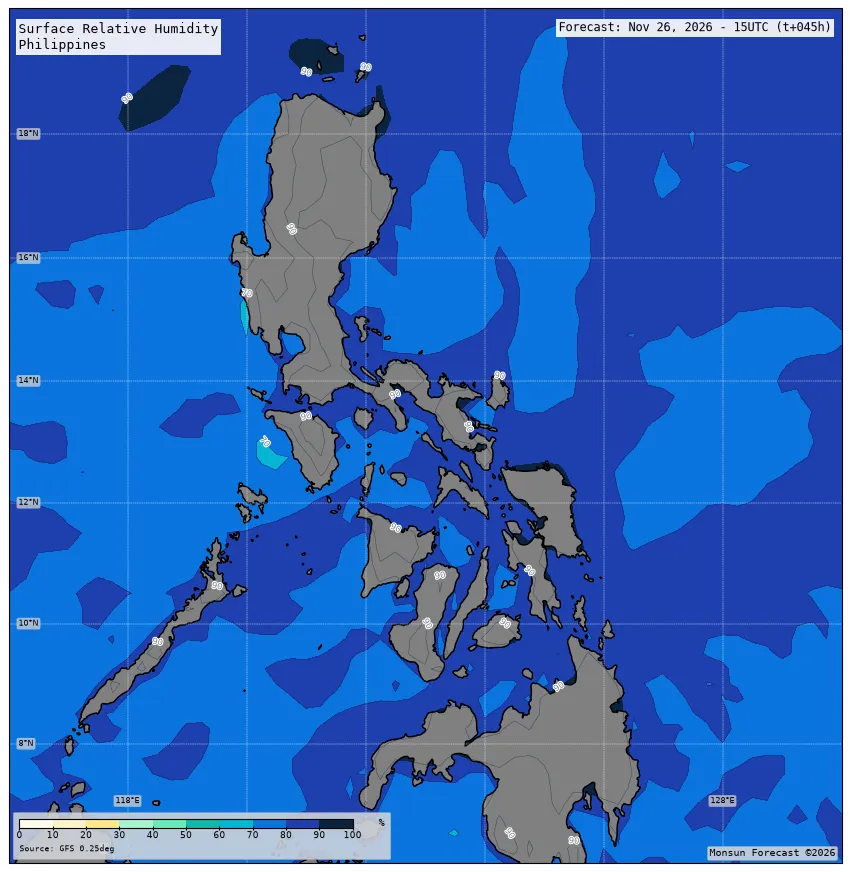 Surface Relative Humidity
Philippines
Forecast: Nov 26, 2026 - 15UTC (t+045h)
90
90
90
18°N
90
16°N
70
14°N
90
90
90
70
90
12°N
90
90
90
90
10°N
90
90
90
90
8°N
118°E
128°E
90
90
%
0 10 20 30 40 50 60 70 80 90 100
Source: GFS 0.25deg
Monsun Forecast ©2026